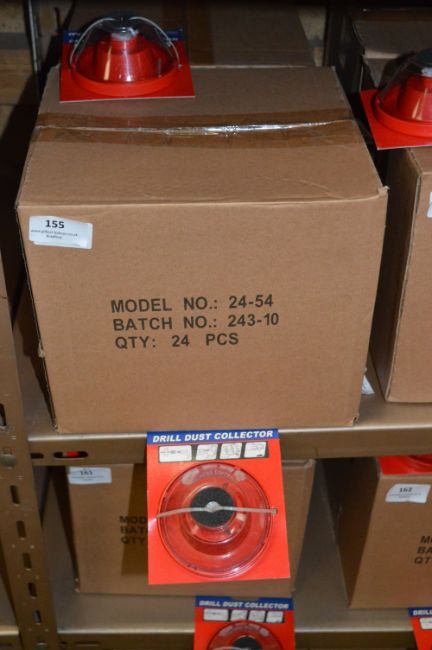 155
MODEL NO.: 24-54
BATCH NO.: 243-10
QTY: 24 PCS
DRILL DUST COLLECTOR
161
162
DRILL DUST COLLECTOR